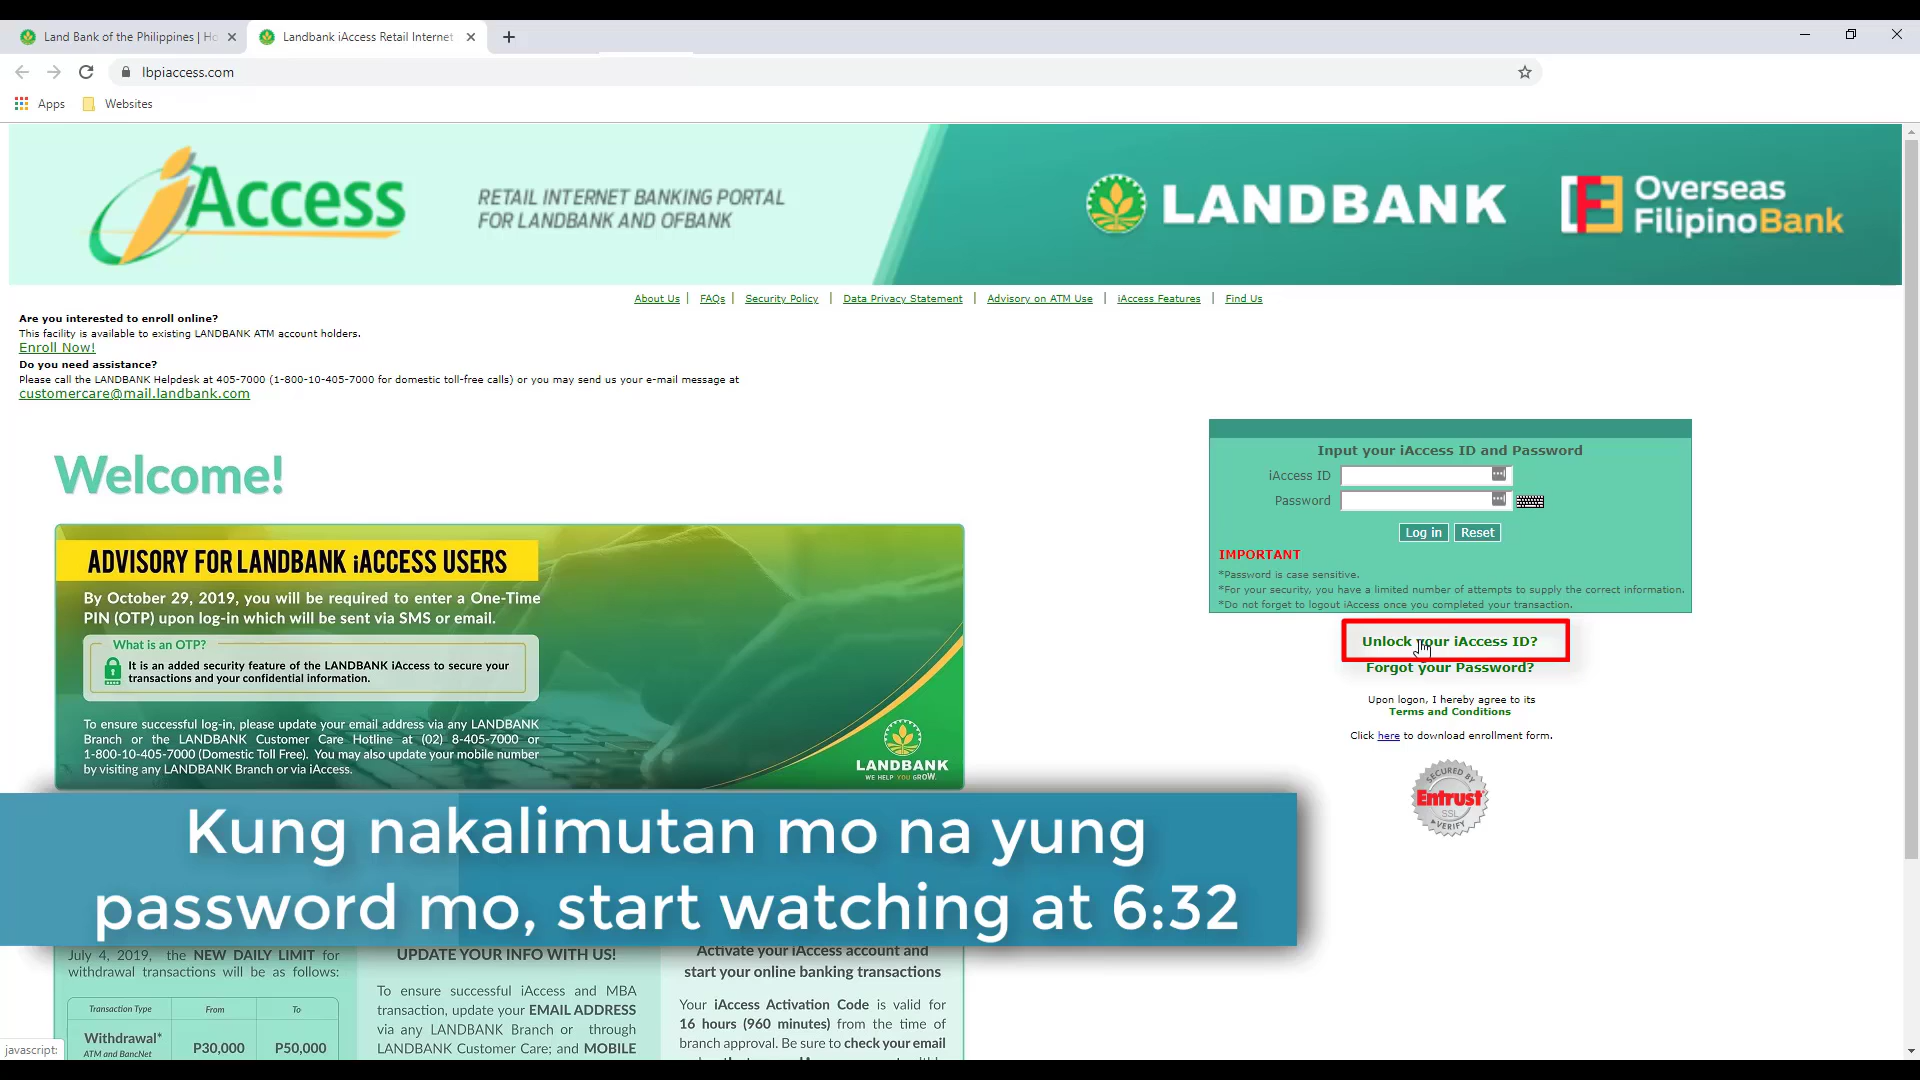 Land Bank of the Philippines | Ho
Landbank iAccess Retail Internet
lbpiaccess.com
Apps
Websites
iAccess
RETAIL INTERNET BANKING PORTAL
FOR LANDBANK AND OFBANK
LANDBANK
Overseas
FilipinoBank
About Us | FAQs | Security Policy | Data Privacy Statement | Advisory on ATM Use | iAccess Features | Find Us
Are you interested to enroll online?
This facility is available to existing LANDBANK ATM account holders.
Enroll Now!
Do you need assistance?
Please call the LANDBANK Helpdesk at 405-7000 (1-800-10-405-7000 for domestic toll-free calls) or you may send us your e-mail message at
customercare@mail.landbank.com
Welcome!
ADVISORY FOR LANDBANK iACCESS USERS
By October 29, 2019, you will be required to enter a One-Time
PIN (OTP) upon log-in which will be sent via SMS or email.
What is an OTP?
It is an added security feature of the LANDBANK iAccess to secure your
transactions and your confidential information.
To ensure successful log-in, please update your email address via any LANDBANK
Branch or the LANDBANK Customer Care Hotline at (02) 8-405-7000 or
1-800-10-405-7000 (Domestic Toll Free). You may also update your mobile number
by visiting any LANDBANK Branch or via iAccess.
LANDBANK
WE HELP YOU GROW.
Input your iAccess ID and Password
iAccess ID
Password
Log in Reset
IMPORTANT
*Password is case sensitive.
*For your security, you have a limited number of attempts to supply the correct information.
*Do not forget to logout iAccess once you completed your transaction.
Unlock your iAccess ID?
Forgot your Password?
Upon logon, I hereby agree to its
Terms and Conditions
Click here to download enrollment form.
SECURED BY
Entrust
SSL
VERIFY
Kung nakalimutan mo na yung
password mo, start watching at 6:32
July 4, 2019, the NEW DAILY LIMIT for
withdrawal transactions will be as follows:
Transaction Type From To
Withdrawal* P30,000 P50,000
ATM and BancNet
UPDATE YOUR INFO WITH US!
To ensure successful iAccess and MBA
transaction, update your EMAIL ADDRESS
via any LANDBANK Branch or through
LANDBANK Customer Care; and MOBILE
Activate your iAccess account and
start your online banking transactions
Your iAccess Activation Code is valid for
16 hours (960 minutes) from the time of
branch approval. Be sure to check your email
javascript: